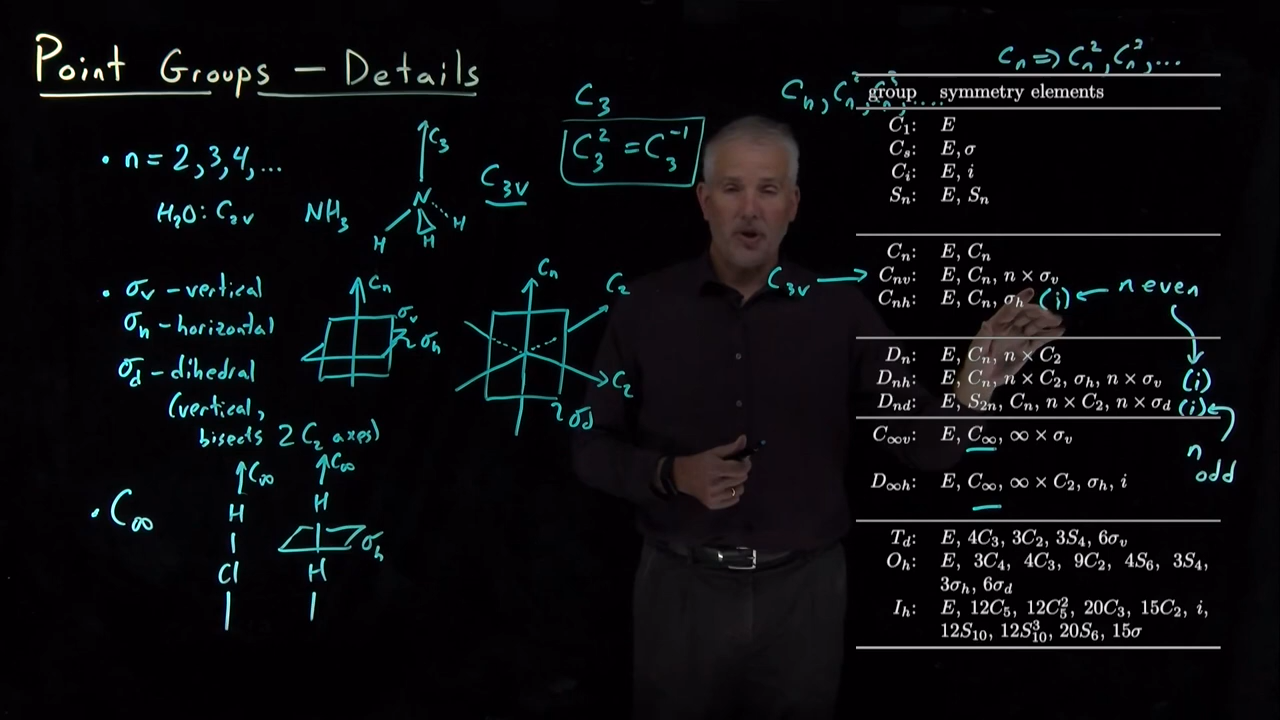 Point Groups – Details
• n = 2,3,4,...
H₂O: C₂ᵥ
NH₃
C₃
N
H
H
H
C₃ᵥ
C₃
C₃² = C₃⁻¹
• σᵥ – vertical
σₕ – horizontal
σd – dihedral
(vertical,
bisects 2 C₂ axes)
Cₙ
σᵥ
σₕ
Cₙ
C₂
C₂
σd
• C∞
C∞
H
Cl
C∞
H
σₕ
H
Cₙ ⇒ Cₙ², Cₙ³, ...
Cₙ, Cₙ², Cₙ³, ....
group symmetry elements
C₁: E
Cₛ: E, σ
Cᵢ: E, i
Sₙ: E, Sₙ
Cₙ: E, Cₙ
C₃ᵥ → Cₙᵥ: E, Cₙ, n × σᵥ
Cₙₕ: E, Cₙ, σₕ (i) ← n even
Dₙ: E, Cₙ, n × C₂
Dₙₕ: E, Cₙ, n × C₂, σₕ, n × σᵥ (i)
Dnd: E, S₂ₙ, Cₙ, n × C₂, n × σd (i)
n odd
C∞ᵥ: E, C∞, ∞ × σᵥ
D∞ₕ: E, C∞, ∞ × C₂, σₕ, i
Td: E, 4C₃, 3C₂, 3S₄, 6σᵥ
Oₕ: E, 3C₄, 4C₃, 9C₂, 4S₆, 3S₄,
3σₕ, 6σd
Iₕ: E, 12C₅, 12C₅², 20C₃, 15C₂, i,
12S₁₀, 12S₁₀³, 20S₆, 15σ